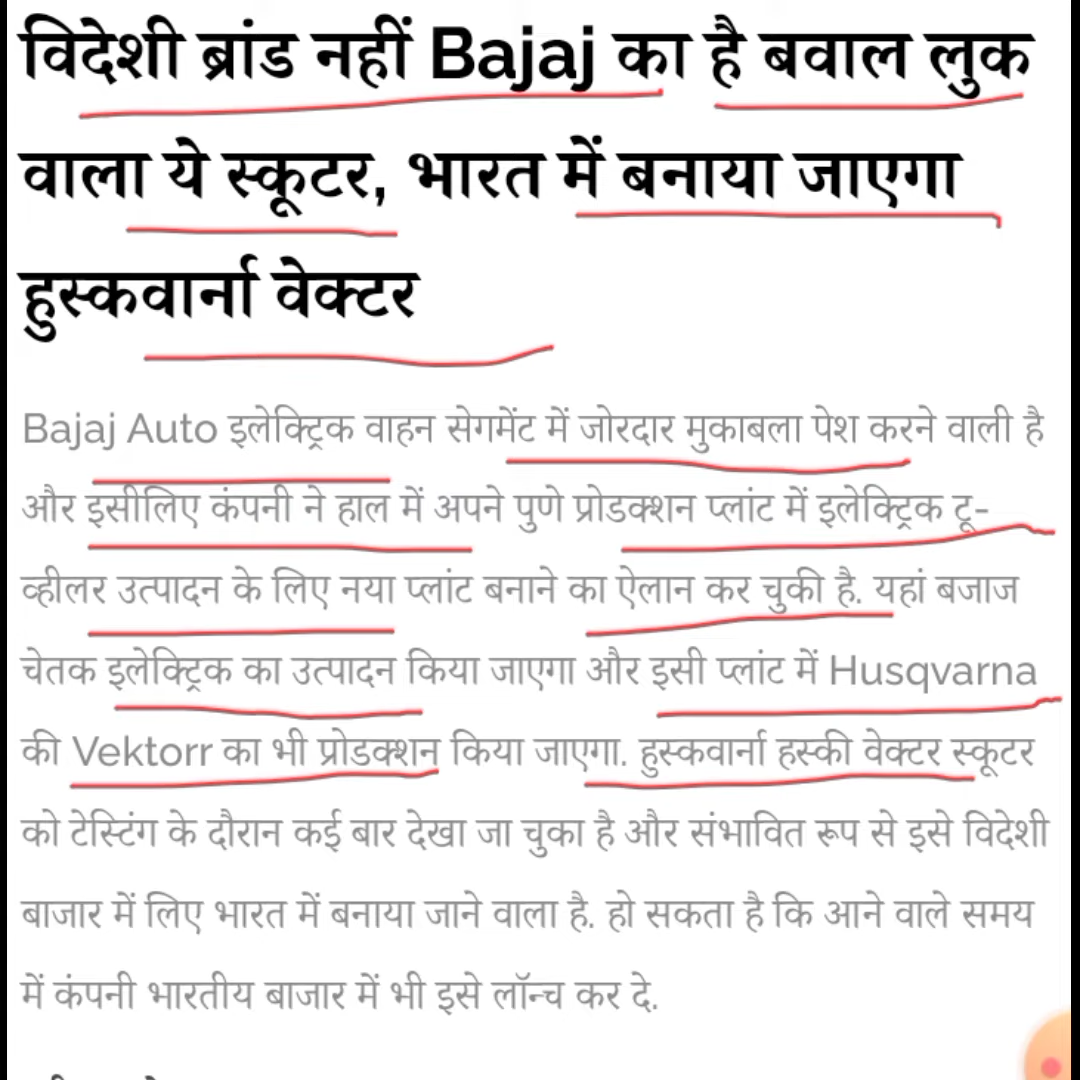 विदेशी ब्रांड नहीं Bajaj का है बवाल लुक
वाला ये स्कूटर, भारत में बनाया जाएगा
हुस्कवार्ना वेक्टर
Bajaj Auto इलेक्ट्रिक वाहन सेगमेंट में जोरदार मुकाबला पेश करने वाली है
और इसीलिए कंपनी ने हाल में अपने पुणे प्रोडक्शन प्लांट में इलेक्ट्रिक टू-
व्हीलर उत्पादन के लिए नया प्लांट बनाने का ऐलान कर चुकी है. यहां बजाज
चेतक इलेक्ट्रिक का उत्पादन किया जाएगा और इसी प्लांट में Husqvarna
की Vektorr का भी प्रोडक्शन किया जाएगा. हुस्कवार्ना हस्की वेक्टर स्कूटर
को टेस्टिंग के दौरान कई बार देखा जा चुका है और संभावित रूप से इसे विदेशी
बाजार में लिए भारत में बनाया जाने वाला है. हो सकता है कि आने वाले समय
में कंपनी भारतीय बाजार में भी इसे लॉन्च कर दे.